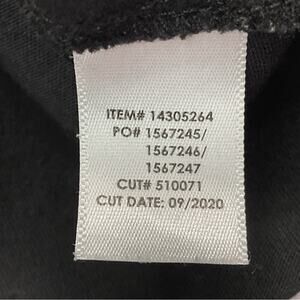 ITEM# 14305264
PO# 1567245/
1567246/
1567247
CUT# 510071
CUT DATE: 09/2020